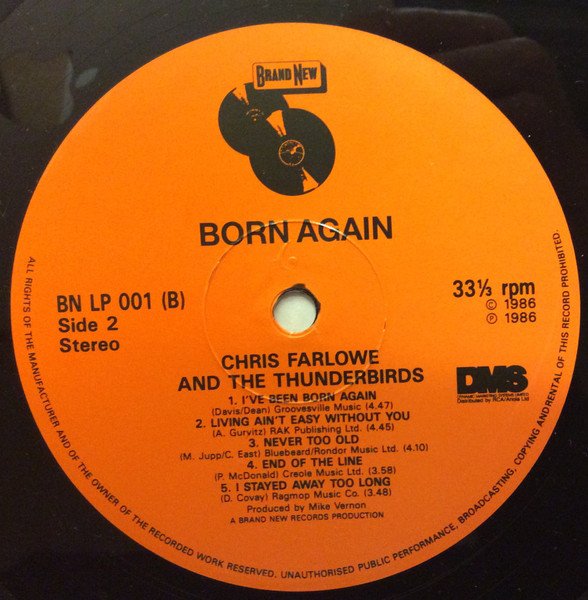 BRAND NEW
BORN AGAIN
BN LP 001 (B)
Side 2
Stereo
33⅓ rpm
© 1986
℗ 1986
CHRIS FARLOWE
AND THE THUNDERBIRDS
1. I'VE BEEN BORN AGAIN
(Davis/Dean) Groovesville Music (4.47)
2. LIVING AIN'T EASY WITHOUT YOU
(A. Gurvitz) RAK Publishing Ltd. (4.45)
3. NEVER TOO OLD
(M. Jupp/C. East) Bluebeard/Rondor Music Ltd. (4.10)
4. END OF THE LINE
(P. McDonald) Creole Music Ltd. (3.58)
5. I STAYED AWAY TOO LONG
(D. Covay) Ragmop Music Co. (3.48)
Produced by Mike Vernon
A BRAND NEW RECORDS PRODUCTION
DMS
DYNAMIC MARKETING SYSTEMS LIMITED
Distributed by RCA/Ariola Ltd
ALL RIGHTS OF THE MANUFACTURER AND OF THE OWNER OF THE RECORDED WORK RESERVED. UNAUTHORISED PUBLIC PERFORMANCE, BROADCASTING, COPYING AND RENTAL OF THIS RECORD PROHIBITED.